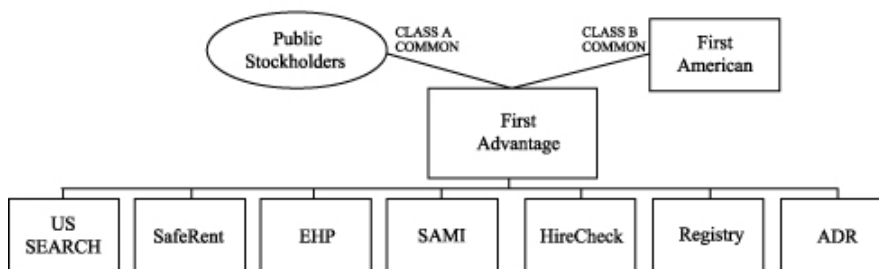 Public
Stockholders
CLASS A
COMMON
CLASS B
COMMON
First
American
First
Advantage
US
SEARCH
SafeRent
EHP
SAMI
HireCheck
Registry
ADR